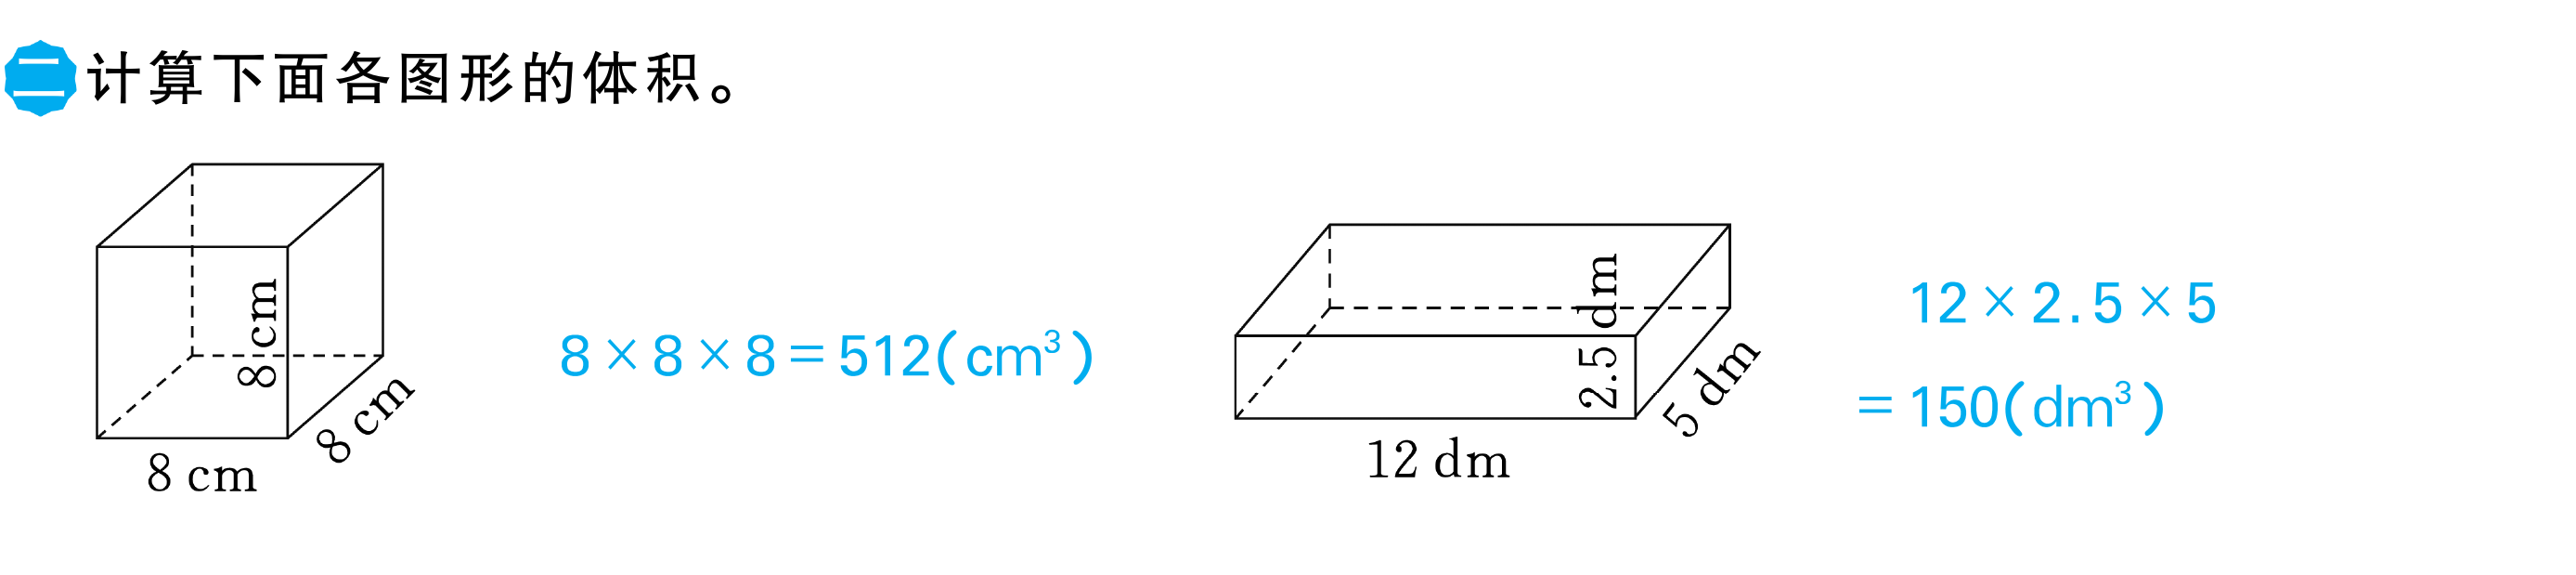 二 计算下面各图形的体积。
8 cm
8 cm
8 cm
8×8×8=512(cm³)
2.5 dm
5 dm
12 dm
12×2.5×5
=150(dm³)